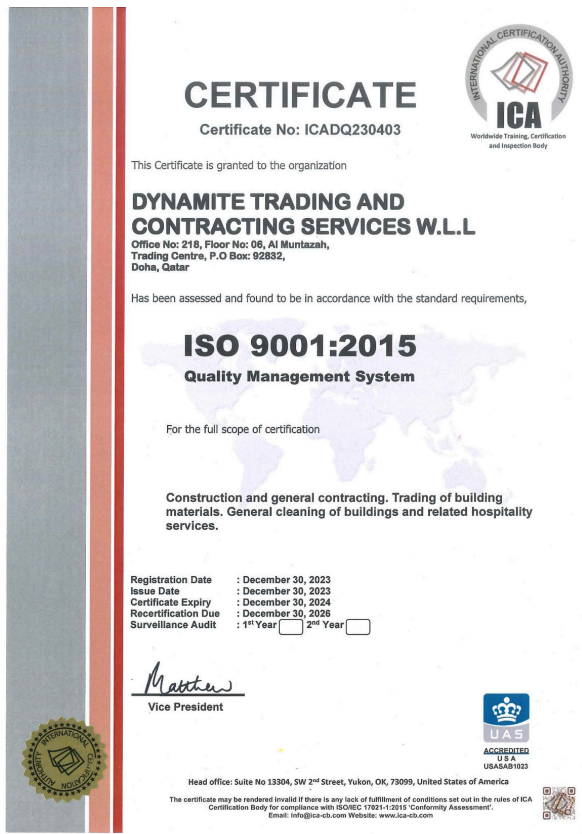 INTERNATIONAL CERTIFICATION AUTHORITY
ICA
Worldwide Training, Certification
and Inspection Body
CERTIFICATE
Certificate No: ICADQ230403
This Certificate is granted to the organization
DYNAMITE TRADING AND
CONTRACTING SERVICES W.L.L
Office No: 218, Floor No: 06, Al Muntazah,
Trading Centre, P.O Box: 92832,
Doha, Qatar
Has been assessed and found to be in accordance with the standard requirements,
ISO 9001:2015
Quality Management System
For the full scope of certification
Construction and general contracting. Trading of building
materials. General cleaning of buildings and related hospitality
services.
Registration Date : December 30, 2023
Issue Date : December 30, 2023
Certificate Expiry : December 30, 2024
Recertification Due : December 30, 2026
Surveillance Audit : 1st Year 2nd Year
Matthew
Vice President
INTERNATIONAL CERTIFICATION AUTHORITY
UAS
ACCREDITED
USA
USASAB1023
Head office: Suite No 13304, SW 2nd Street, Yukon, OK, 73099, United States of America
The certificate may be rendered invalid if there is any lack of fulfillment of conditions set out in the rules of ICA
Certification Body for compliance with ISO/IEC 17021-1:2015 'Conformity Assessment'.
Email: info@ica-cb.com Website: www.ica-cb.com